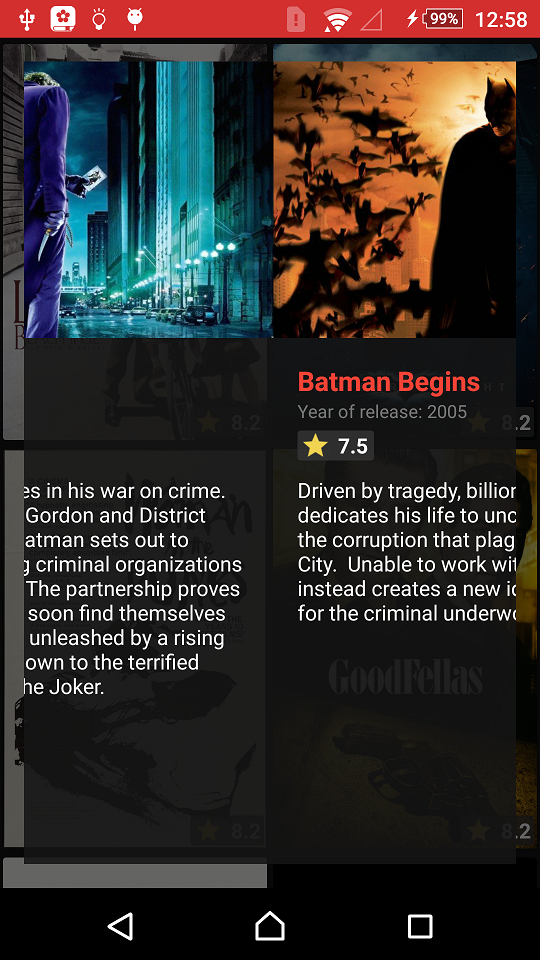 99%
12:58
Batman Begins
Year of release: 2005
8.2
8.2
7.5
es in his war on crime.
Gordon and District
atman sets out to
g criminal organizations
The partnership proves
soon find themselves
unleashed by a rising
own to the terrified
he Joker.
Driven by tragedy, billion
dedicates his life to unc
the corruption that plag
City.  Unable to work wit
instead creates a new id
for the criminal underwo
GoodFellas
8.2
8.2